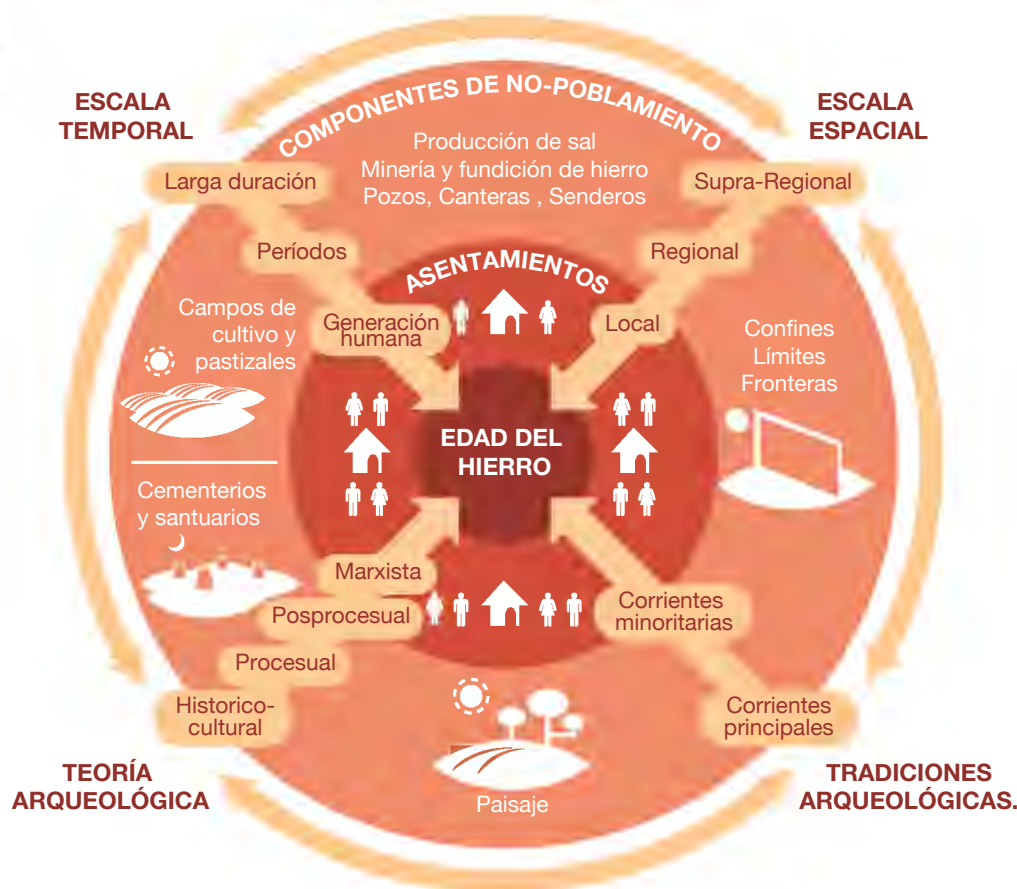 ESCALA
TEMPORAL
COMPONENTES DE NO-POBLAMIENTO
ESCALA
ESPACIAL
Producción de sal
Minería y fundición de hierro
Pozos, Canteras , Senderos
Larga duración
Supra-Regional
Períodos
Regional
ASENTAMIENTOS
Generación
humana
Local
Campos de
cultivo y
pastizales
Confines
Límites
Fronteras
EDAD DEL
HIERRO
Cementerios
y santuarios
Marxista
Posprocesual
Procesual
Historico-
cultural
Corrientes
minoritarias
Corrientes
principales
Paisaje
TEORÍA
ARQUEOLÓGICA
TRADICIONES
ARQUEOLÓGICAS.